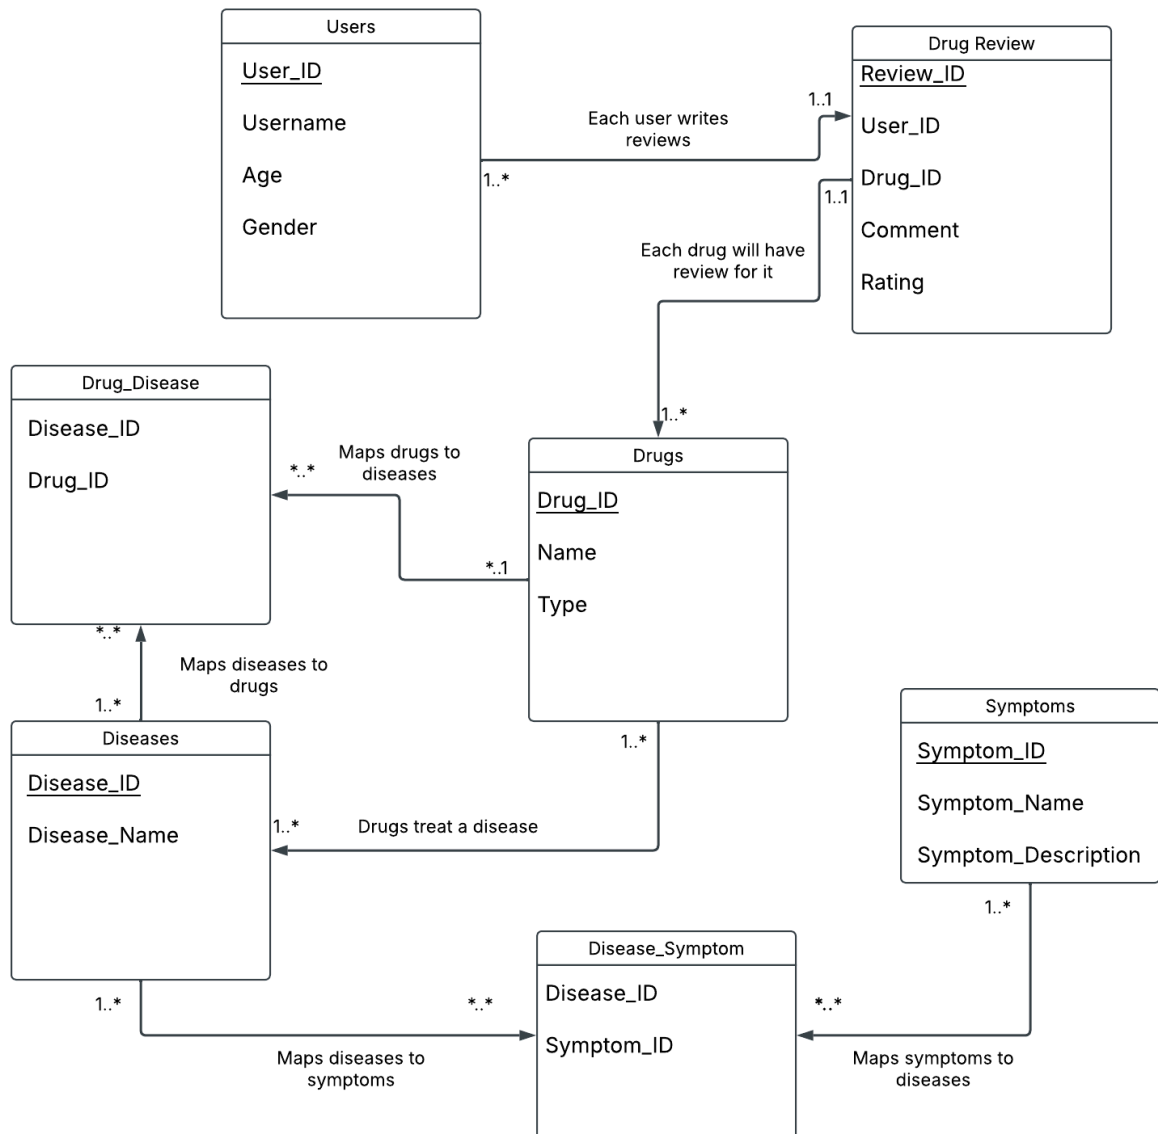 Users
User_ID
Username
Age
Gender
Each user writes
reviews
1..1
1..*
Drug Review
Review_ID
User_ID
Drug_ID
Comment
Rating
1..1
Each drug will have
review for it
1..*
Drug_Disease
Disease_ID
Drug_ID
*..*
Maps drugs to
diseases
*..1
Drugs
Drug_ID
Name
Type
*..*
Maps diseases to
drugs
1..*
Diseases
Disease_ID
Disease_Name
1..*
1..*
Drugs treat a disease
Symptoms
Symptom_ID
Symptom_Name
Symptom_Description
1..*
1..*
*..*
Maps diseases to
symptoms
Disease_Symptom
Disease_ID
Symptom_ID
*..*
Maps symptoms to
diseases